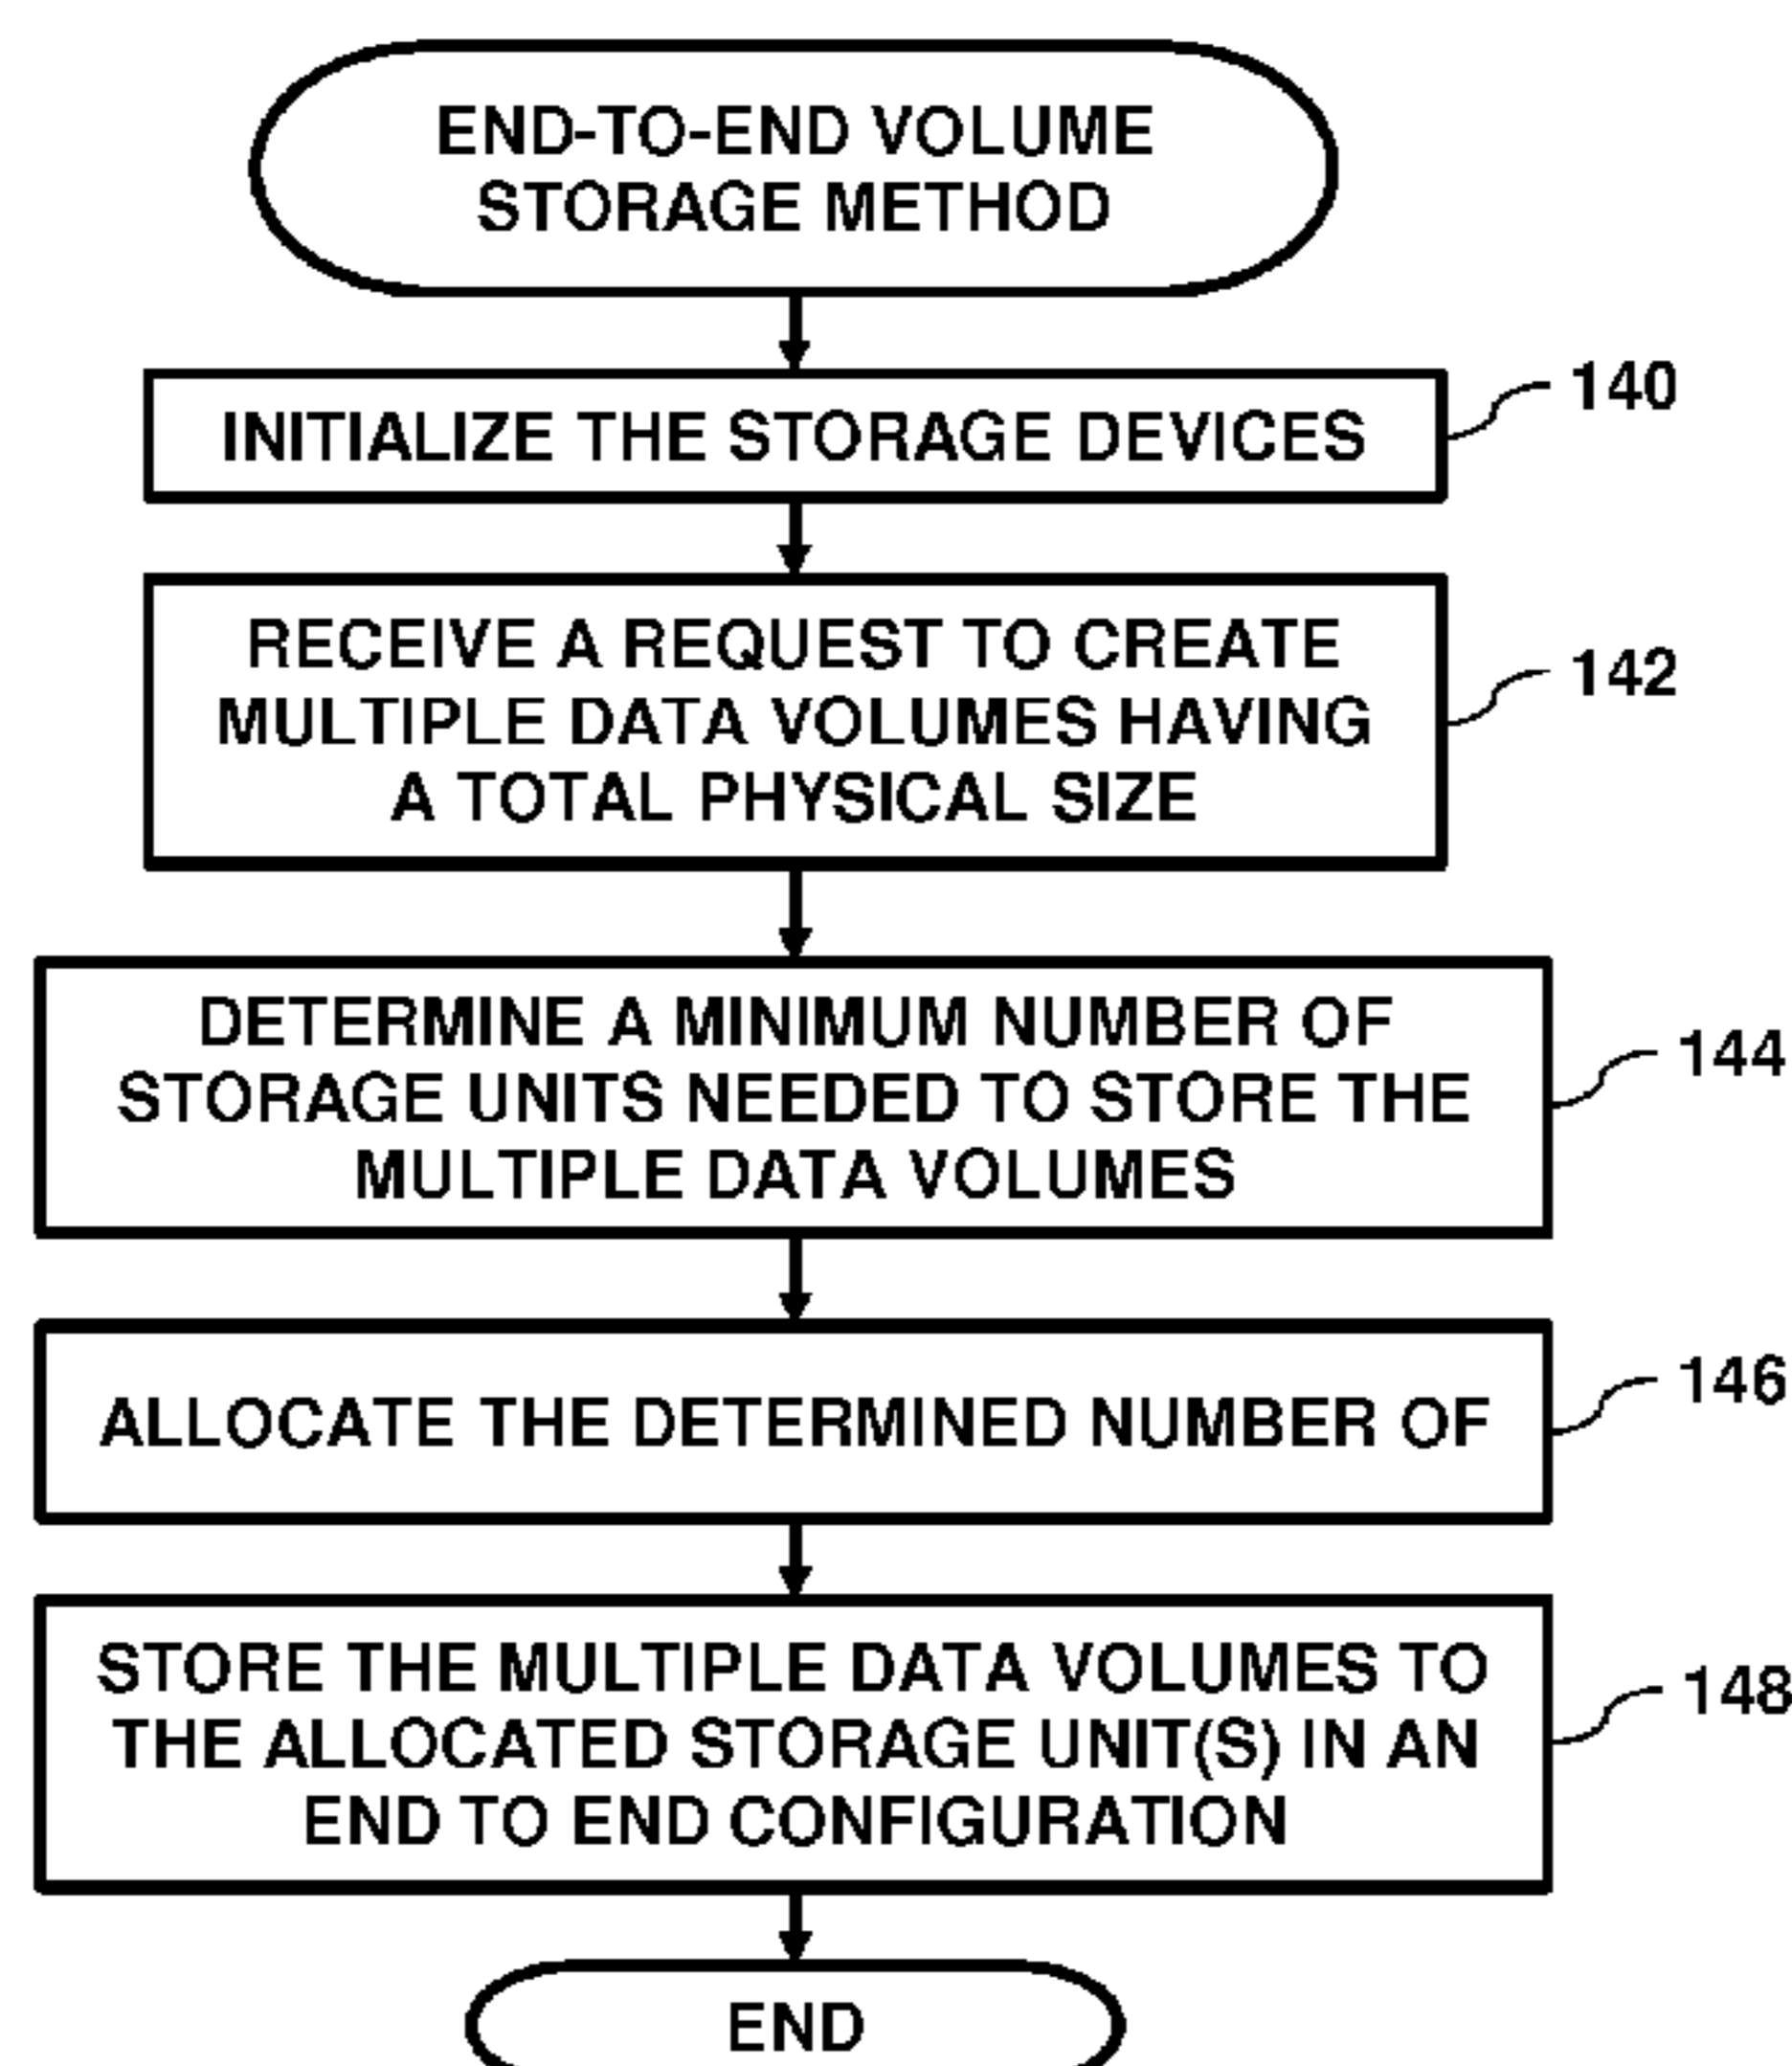 END-TO-END VOLUME
STORAGE METHOD
INITIALIZE THE STORAGE DEVICES
140
RECEIVE A REQUEST TO CREATE
MULTIPLE DATA VOLUMES HAVING
A TOTAL PHYSICAL SIZE
142
DETERMINE A MINIMUM NUMBER OF
STORAGE UNITS NEEDED TO STORE THE
MULTIPLE DATA VOLUMES
144
ALLOCATE THE DETERMINED NUMBER OF
146
STORE THE MULTIPLE DATA VOLUMES TO
THE ALLOCATED STORAGE UNIT(S) IN AN
END TO END CONFIGURATION
148
END